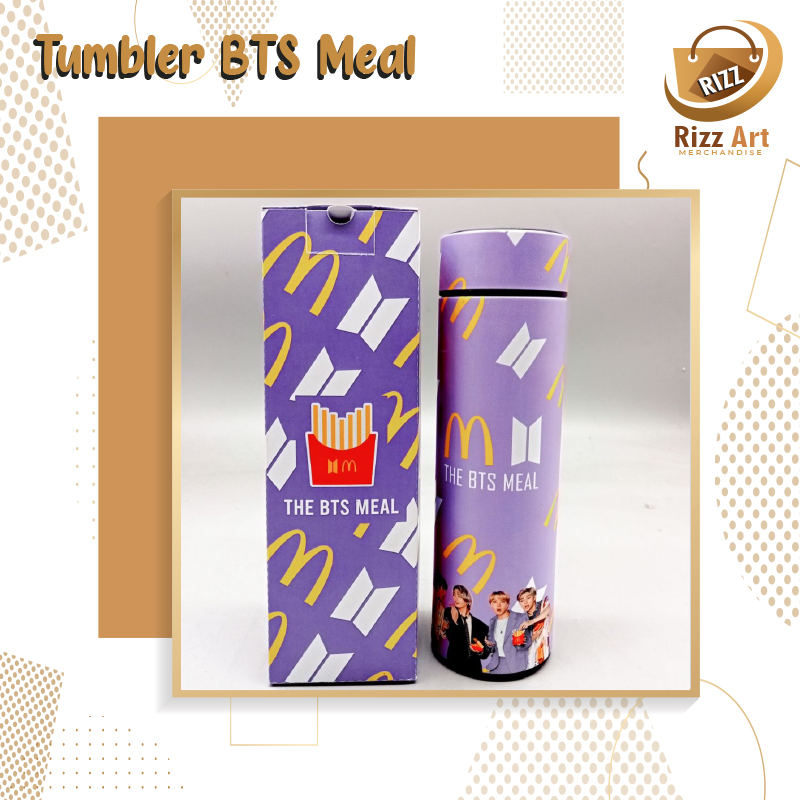 Tumbler BTS Meal
RIZZ
Rizz Art
MERCHANDISE
THE BTS MEAL
THE BTS MEAL